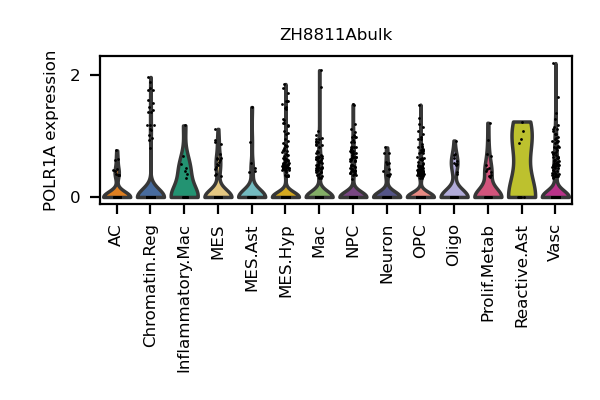 ZH8811Abulk
POLR1A expression
2
0
AC
Chromatin.Reg
Inflammatory.Mac
MES
MES.Ast
MES.Hyp
Mac
NPC
Neuron
OPC
Oligo
Prolif.Metab
Reactive.Ast
Vasc